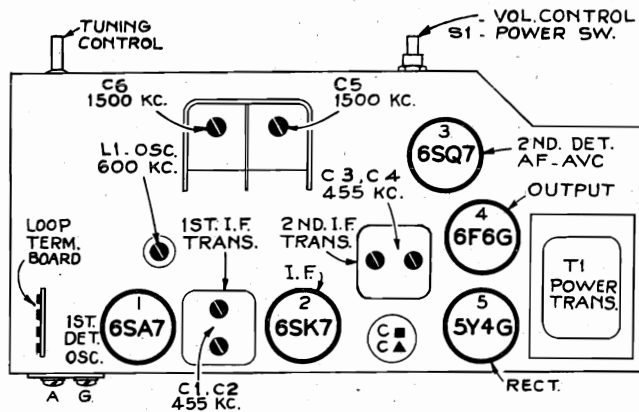 TUNING
CONTROL
VOL. CONTROL
S1 - POWER SW.
C6
1500 KC.
C5
1500 KC.
L1-OSC.
600 KC.
3
6SQ7
2ND. DET.
AF-AVC
C3, C4
455 KC.
OUTPUT
4
6F6G
LOOP
TERM.
BOARD
1ST. I.F.
TRANS.
2ND. I.F.
TRANS.
I.F.
T1
POWER
TRANS.
1ST.
DET.
OSC.
1
6SA7
2
6SK7
C ■
C ▲
5
5Y4G
A G
C1, C2
455 KC.
RECT.